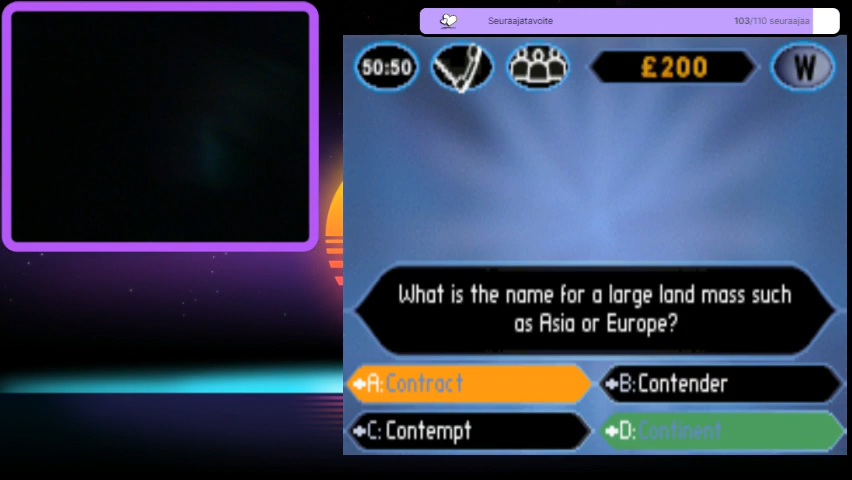 Seuraajatavoite 103/110 seuraajaa
50:50 £200 W
What is the name for a large land mass such
as Asia or Europe?
A: Contract B: Contender
C: Contempt D: Continent